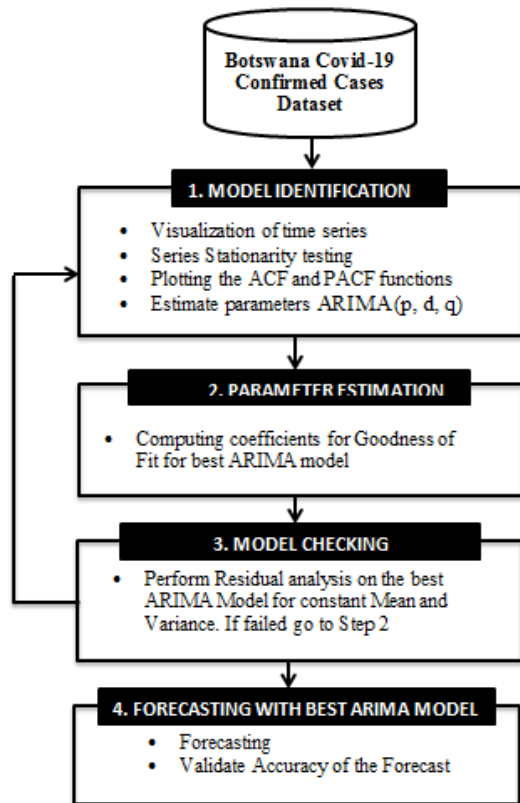 Botswana Covid-19
Confirmed Cases
Dataset
1. MODEL IDENTIFICATION
• Visualization of time series
• Series Stationarity testing
• Plotting the ACF and PACF functions
• Estimate parameters ARIMA (p, d, q)
2. PARAMETER ESTIMATION
• Computing coefficients for Goodness of
Fit for best ARIMA model
3. MODEL CHECKING
• Perform Residual analysis on the best
ARIMA Model for constant Mean and
Variance. If failed go to Step 2
4. FORECASTING WITH BEST ARIMA MODEL
• Forecasting
• Validate Accuracy of the Forecast